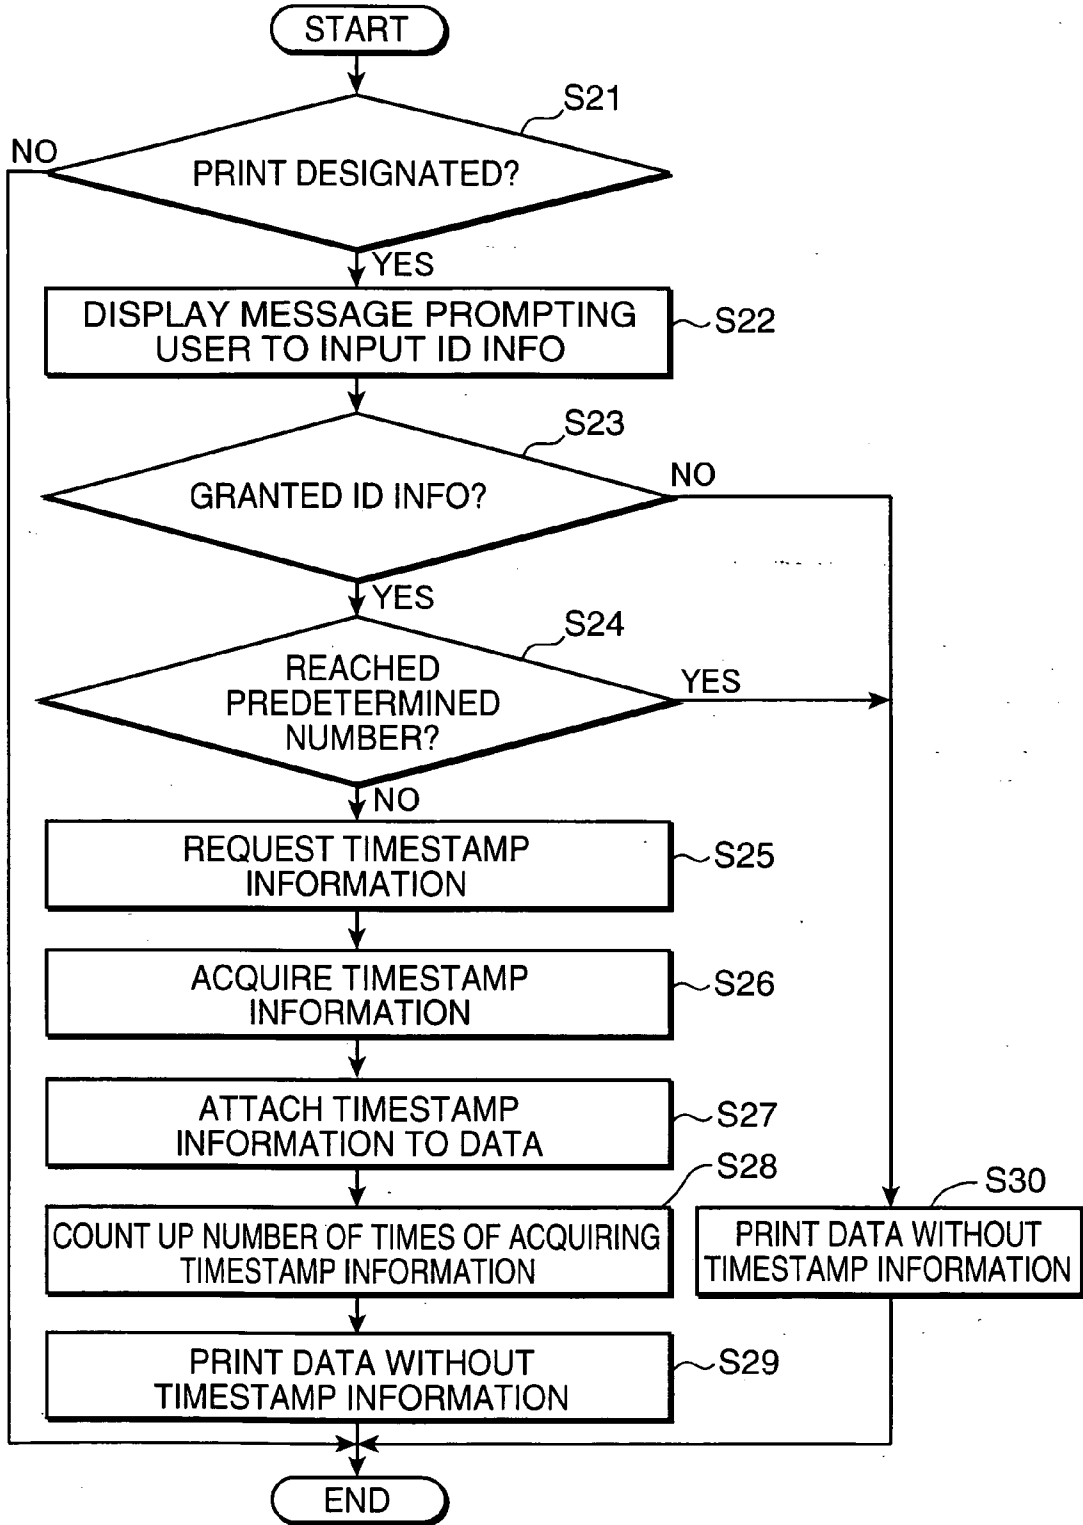 START
S21
NO
PRINT DESIGNATED?
YES
DISPLAY MESSAGE PROMPTING
USER TO INPUT ID INFO
S22
S23
NO
GRANTED ID INFO?
YES
S24
REACHED
PREDETERMINED
NUMBER?
YES
NO
REQUEST TIMESTAMP
INFORMATION
S25
ACQUIRE TIMESTAMP
INFORMATION
S26
ATTACH TIMESTAMP
INFORMATION TO DATA
S27
S28
COUNT UP NUMBER OF TIMES OF ACQUIRING
TIMESTAMP INFORMATION
S30
PRINT DATA WITHOUT
TIMESTAMP INFORMATION
PRINT DATA WITHOUT
TIMESTAMP INFORMATION
S29
END